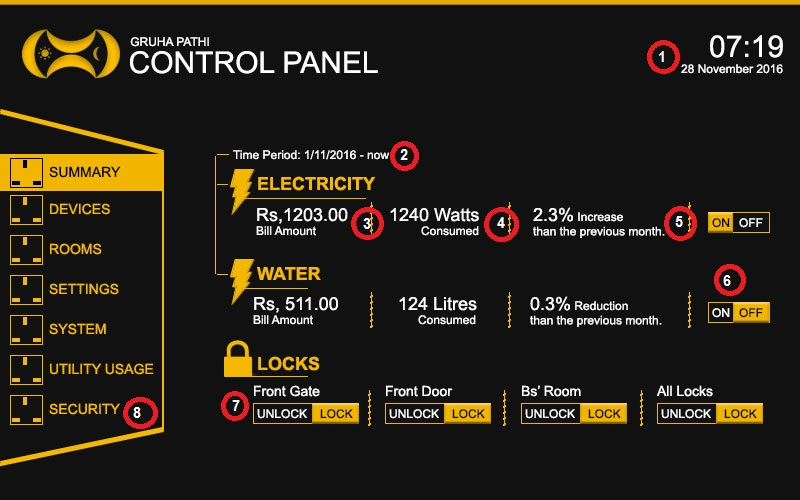 GRUHA PATHI
CONTROL PANEL
1
07:19
28 November 2016
Time Period: 1/11/2016 - now 2
SUMMARY
DEVICES
ROOMS
SETTINGS
SYSTEM
UTILITY USAGE
SECURITY 8
ELECTRICITY
Rs,1203.00 3 1240 Watts 4 2.3% Increase 5 ON OFF
Bill Amount Consumed than the previous month.
WATER 6
Rs, 511.00 124 Litres 0.3% Reduction ON OFF
Bill Amount Consumed than the previous month.
LOCKS
Front Gate Front Door Bs' Room All Locks
7 UNLOCK LOCK UNLOCK LOCK UNLOCK LOCK UNLOCK LOCK